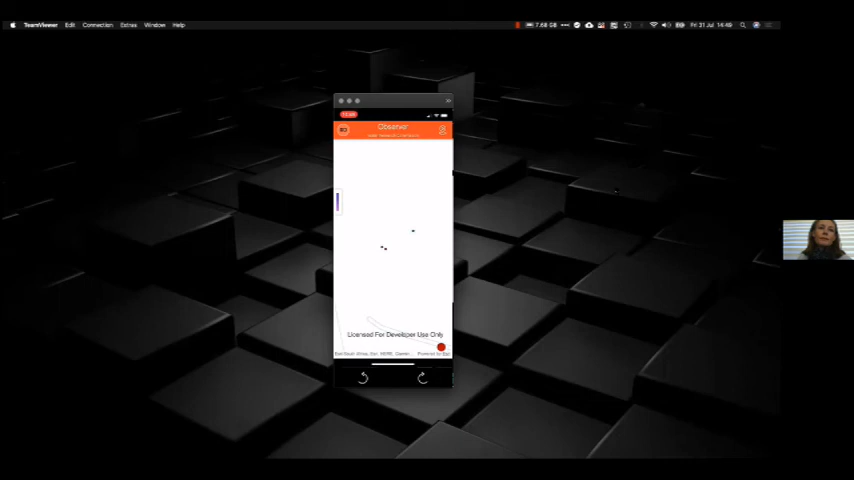 TeamViewer Edit Connection Extras Window Help
7.68 GB
Fri 31 Jul 14:49
Observer
Licensed For Developer Use Only
Powered by Esri